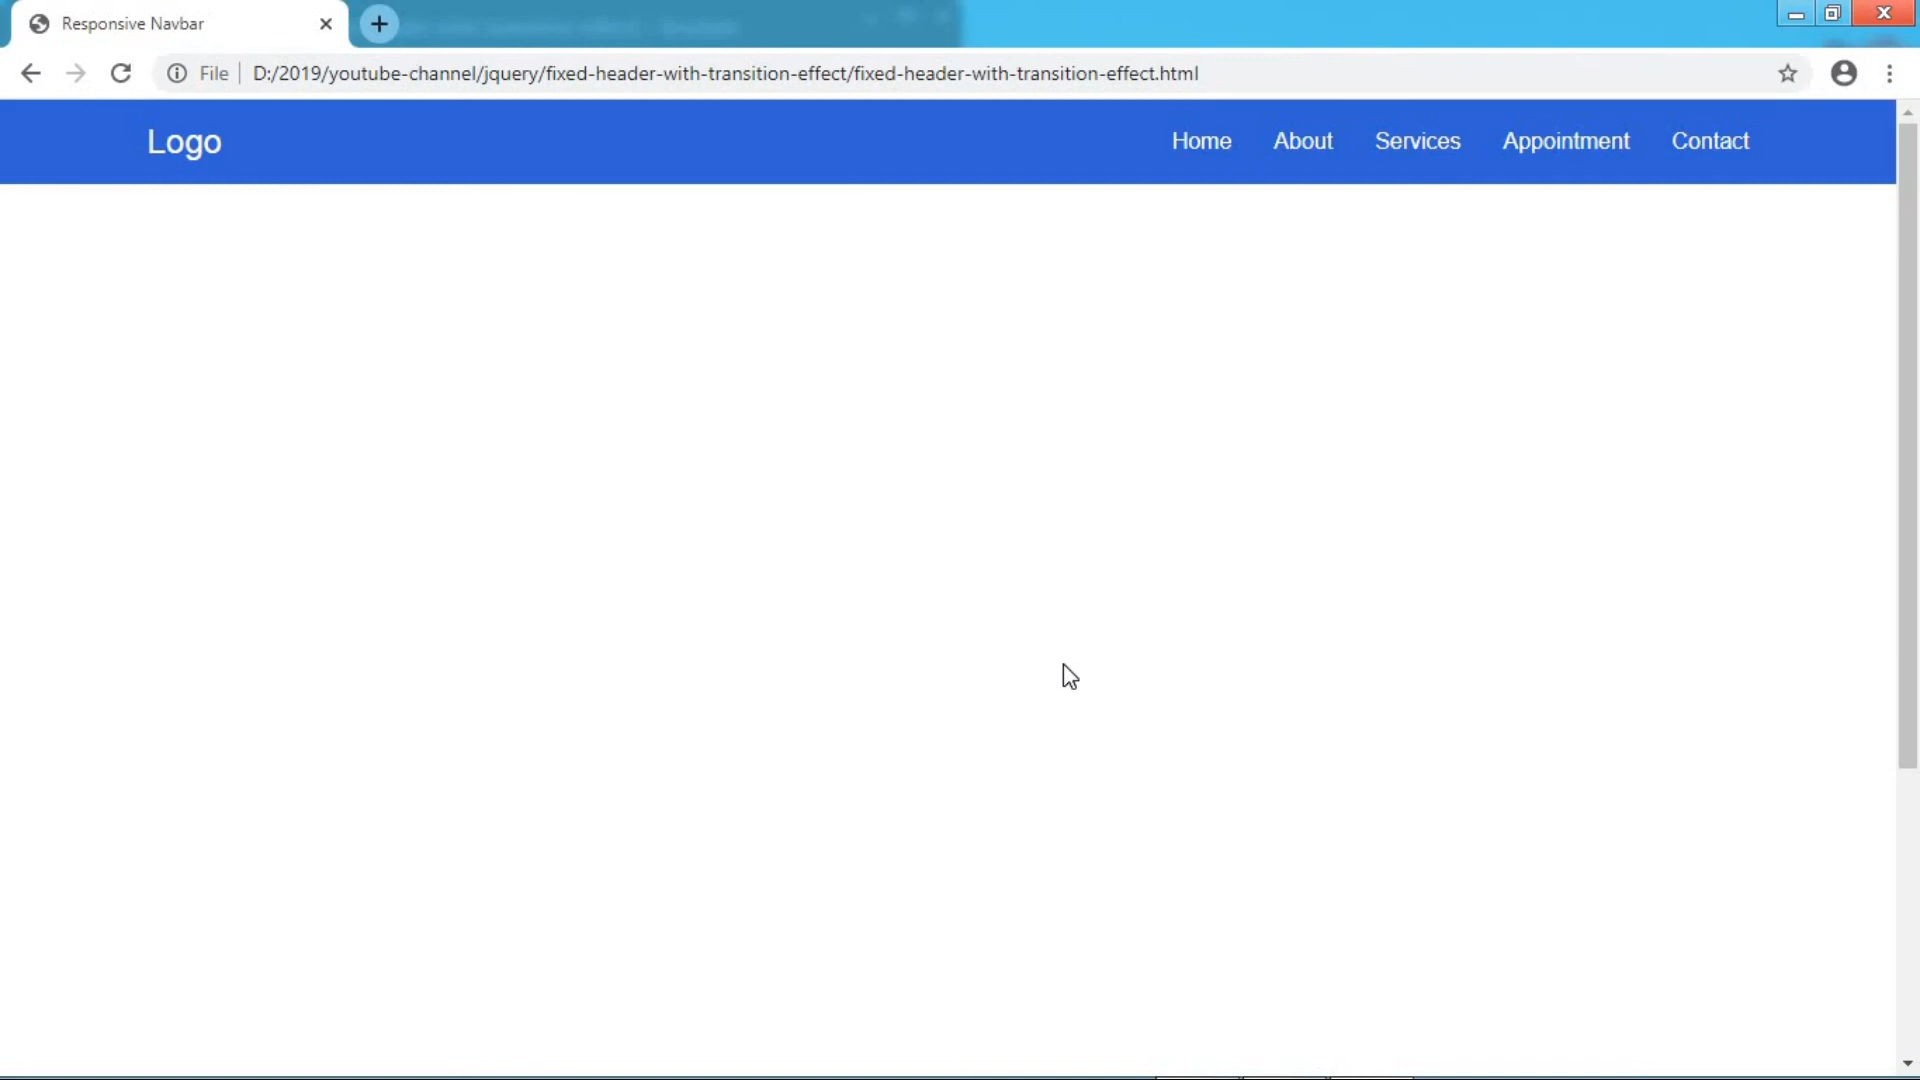 Responsive Navbar
File
D:/2019/youtube-channel/jquery/fixed-header-with-transition-effect/fixed-header-with-transition-effect.html
Logo
Home
About
Services
Appointment
Contact